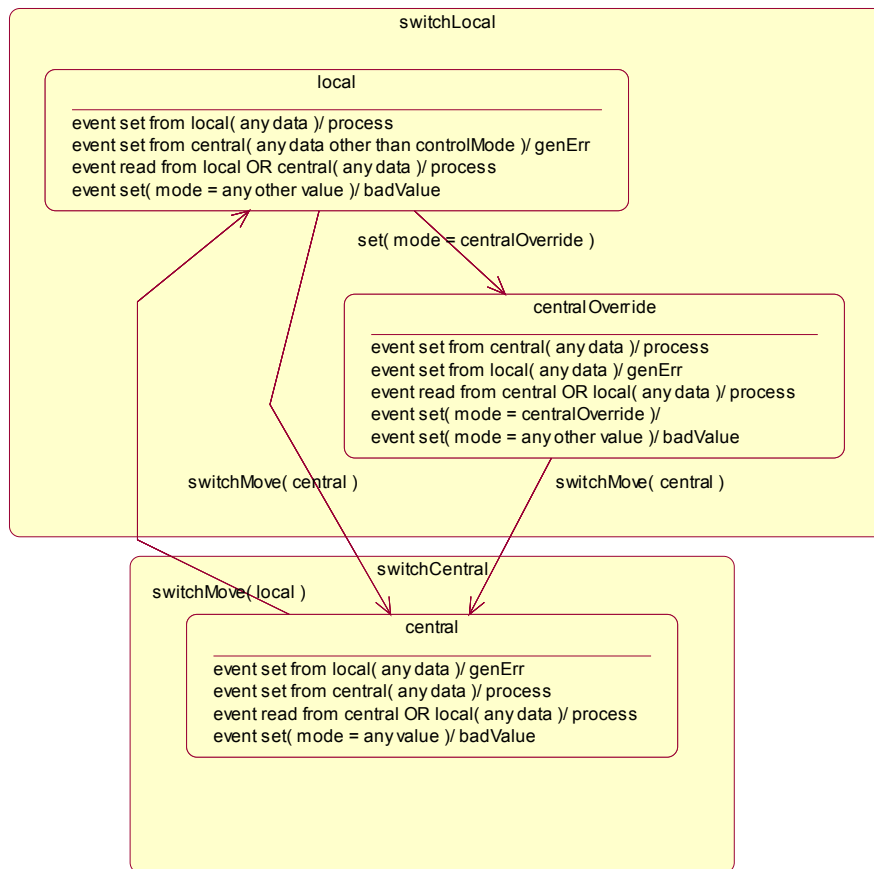 switchLocal
local
event set from local( any data )/ process
event set from central( any data other than controlMode )/ genErr
event read from local OR central( any data )/ process
event set( mode = any other value )/ badValue
set( mode = centralOverride )
centralOverride
event set from central( any data )/ process
event set from local( any data )/ genErr
event read from central OR local( any data )/ process
event set( mode = centralOverride )/
event set( mode = any other value )/ badValue
switchMove( central )
switchMove( central )
switchCentral
switchMove( local )
central
event set from local( any data )/ genErr
event set from central( any data )/ process
event read from central OR local( any data )/ process
event set( mode = any value )/ badValue